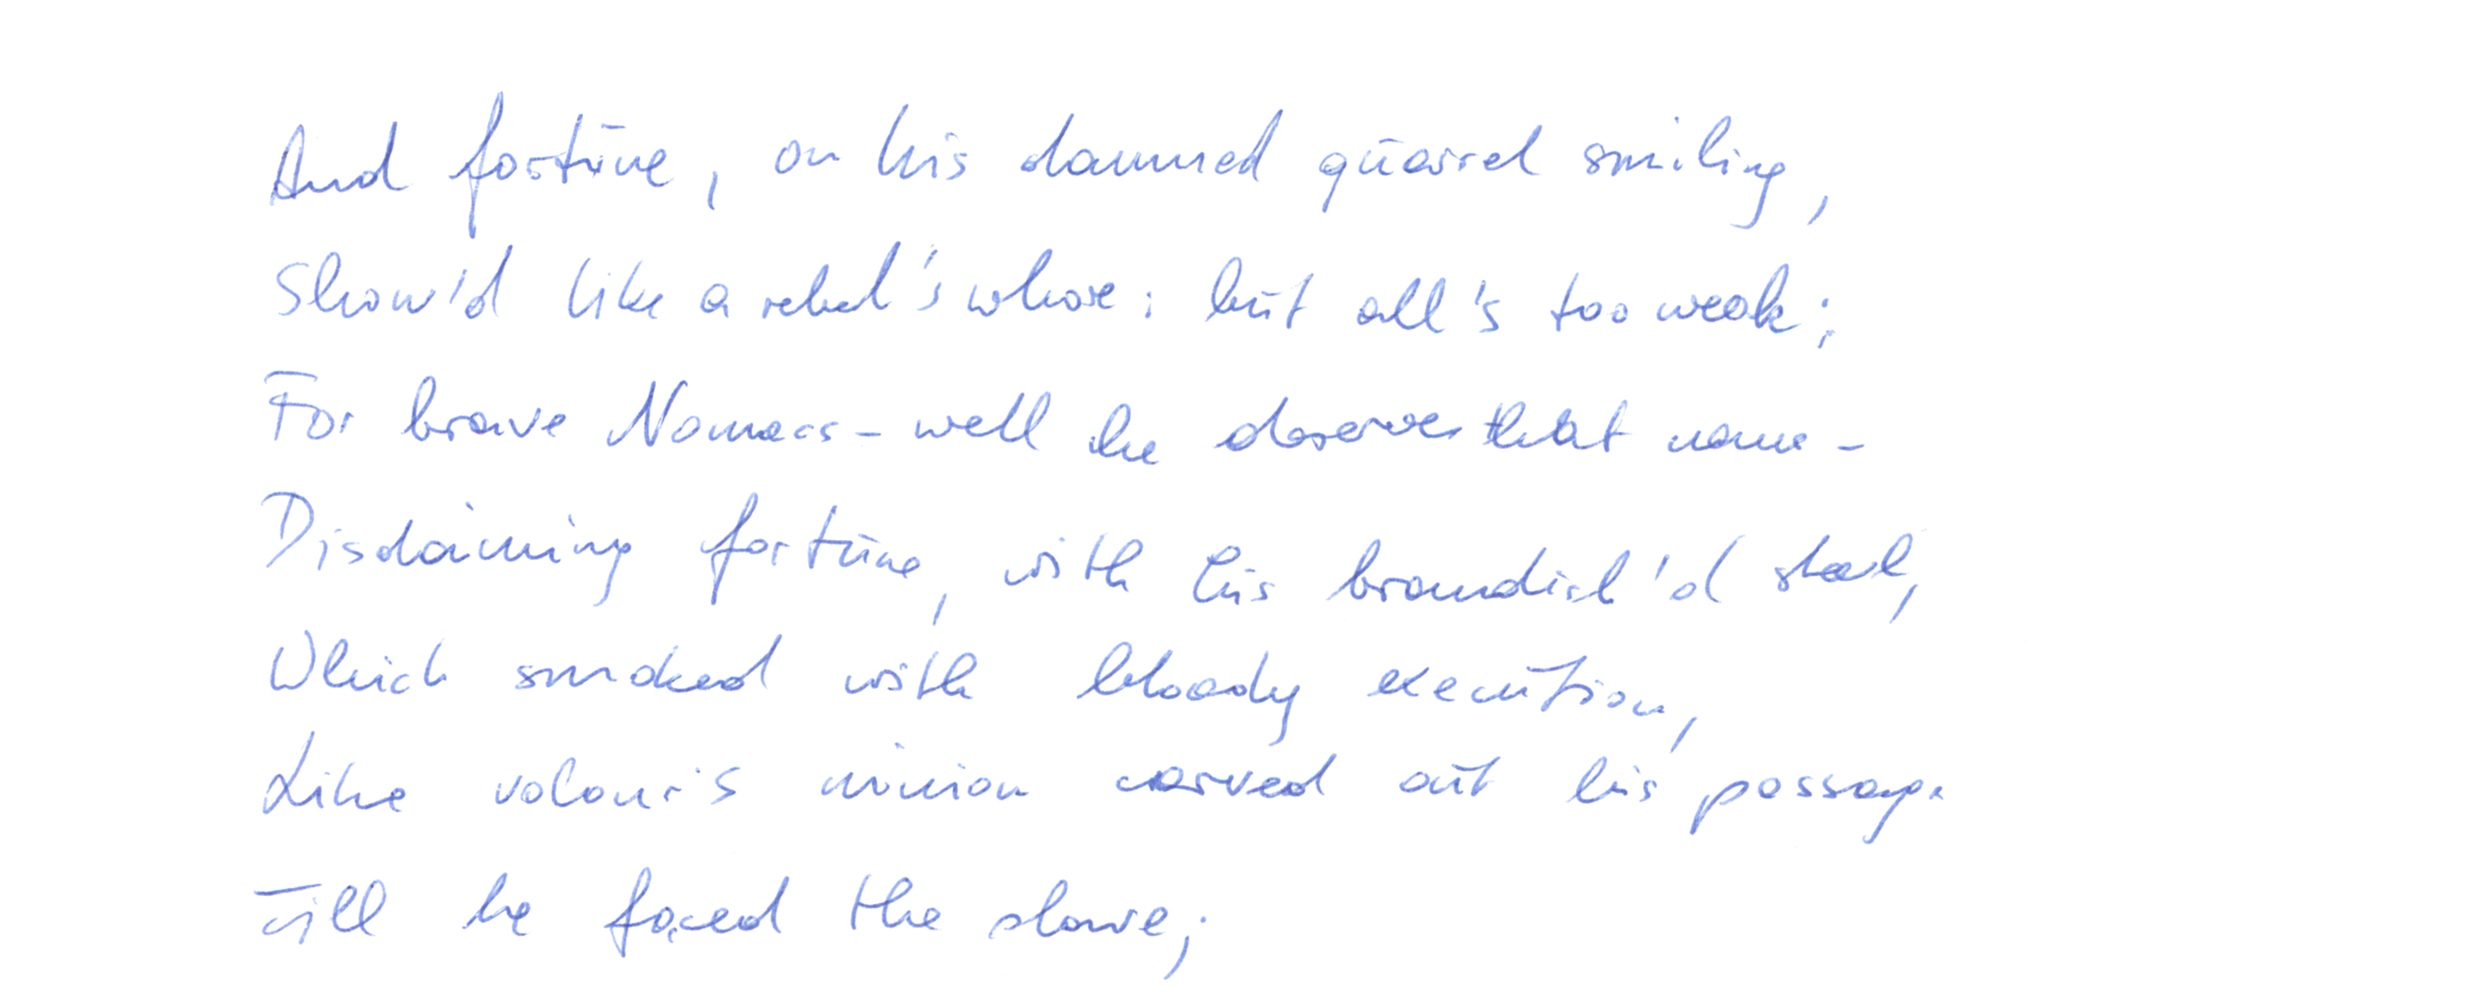 And fortune, on his damned quarrel smiling,
Show'd like a rebel's whore: but all's too weak;
For brave Nomacs - well he deserves that name -
Disdaining fortune, with his brandish'd steel,
Which smoked with bloody execution,
Like valour's minion carved out his passage
Till he faced the slave;